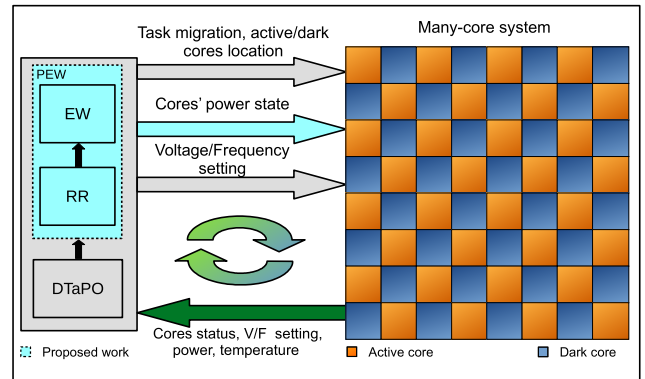 Task migration, active/dark
cores location
Many-core system
PEW
EW
Cores' power state
Voltage/Frequency
setting
RR
DTaPO
Cores status, V/F setting,
power, temperature
Proposed work
Active core
Dark core